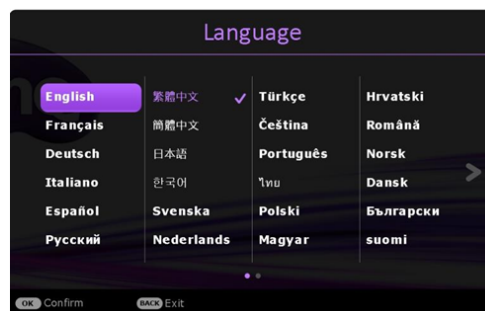 Language
English
Français
Deutsch
Italiano
Español
Русский
繁體中文
簡體中文
日本語
한국어
Svenska
Nederlands
Türkçe
Čeština
Português
ไทย
Polski
Magyar
Hrvatski
Română
Norsk
Dansk
Български
suomi
OK Confirm
BACK Exit